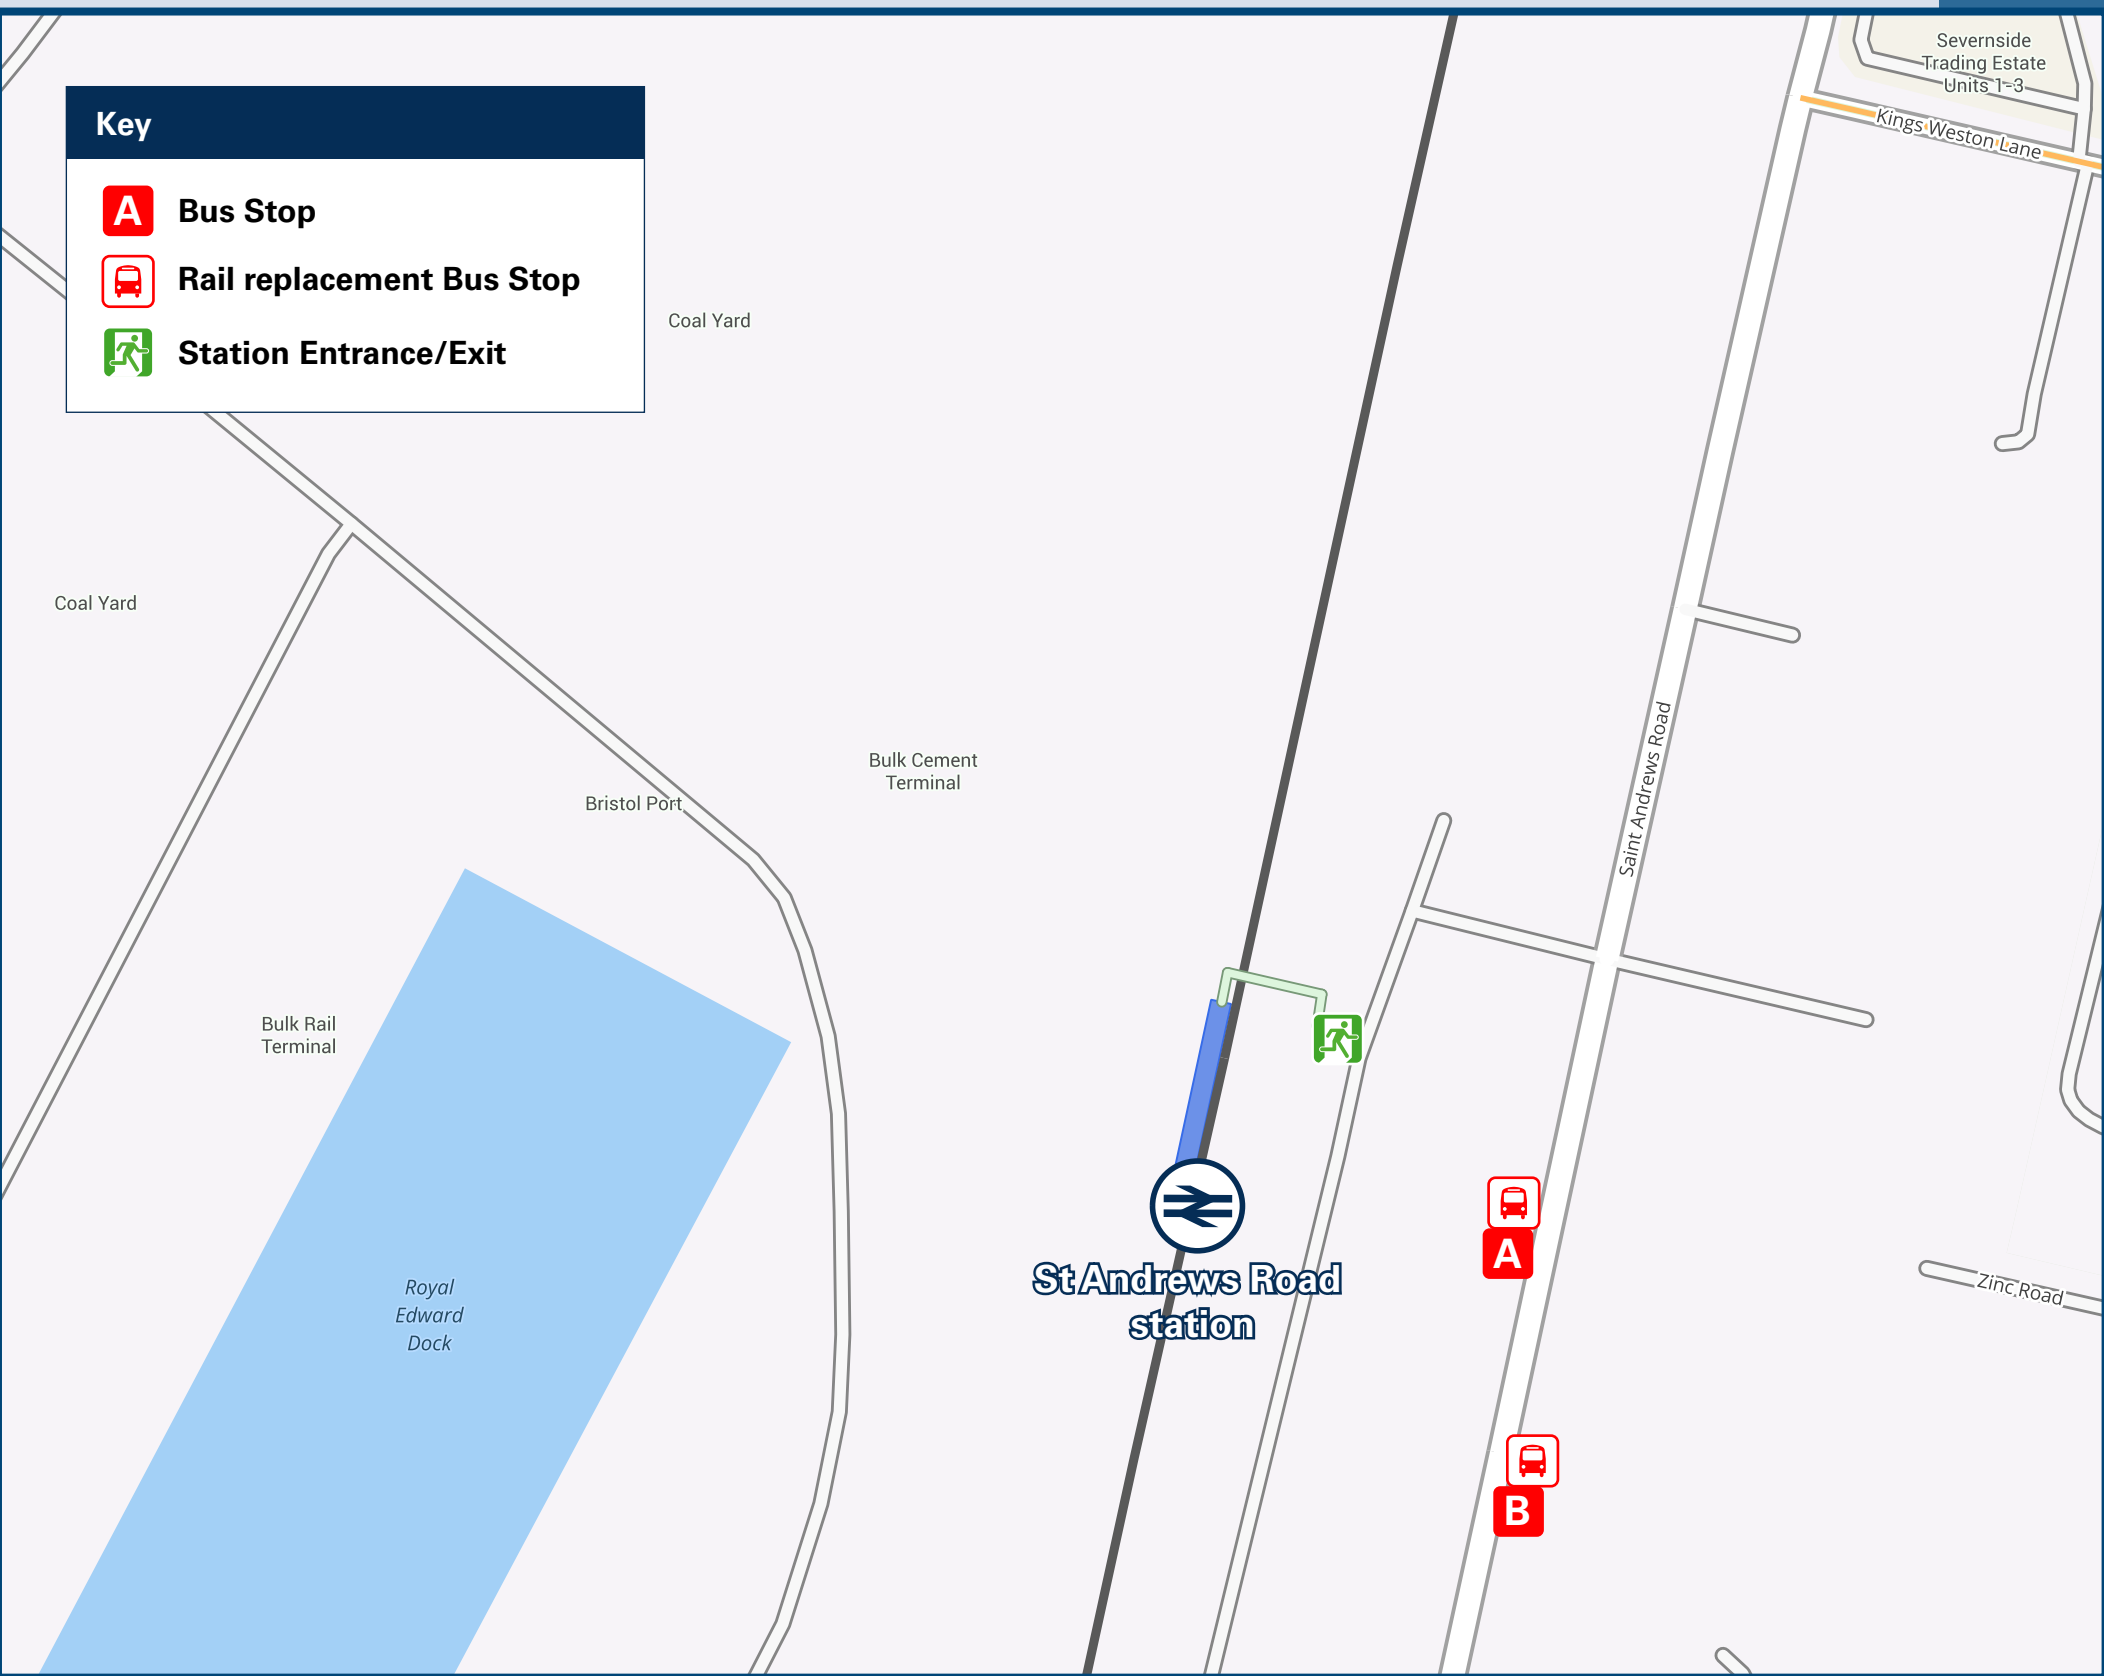 Key
A Bus Stop
Rail replacement Bus Stop
Station Entrance/Exit
Severnside
Trading Estate
Units 1-3
Kings Weston Lane
Coal Yard
Coal Yard
Saint Andrews Road
Bulk Cement
Terminal
Bristol Port
Bulk Rail
Terminal
Royal
Edward
Dock
St Andrews Road
station
A
Zinc Road
B